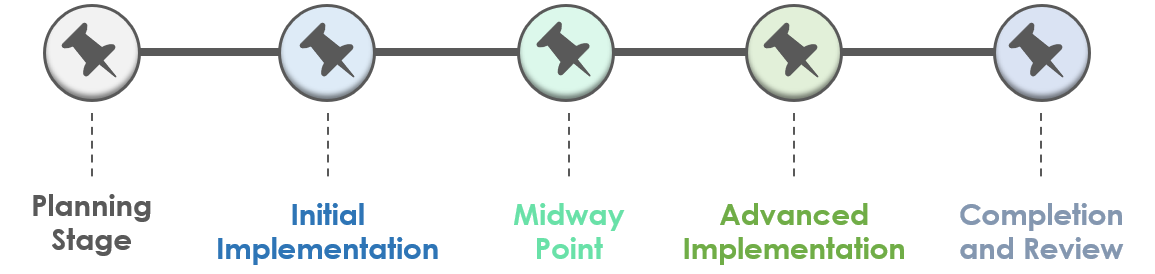 Planning
Stage
Initial
Implementation
Midway
Point
Advanced
Implementation
Completion
and Review